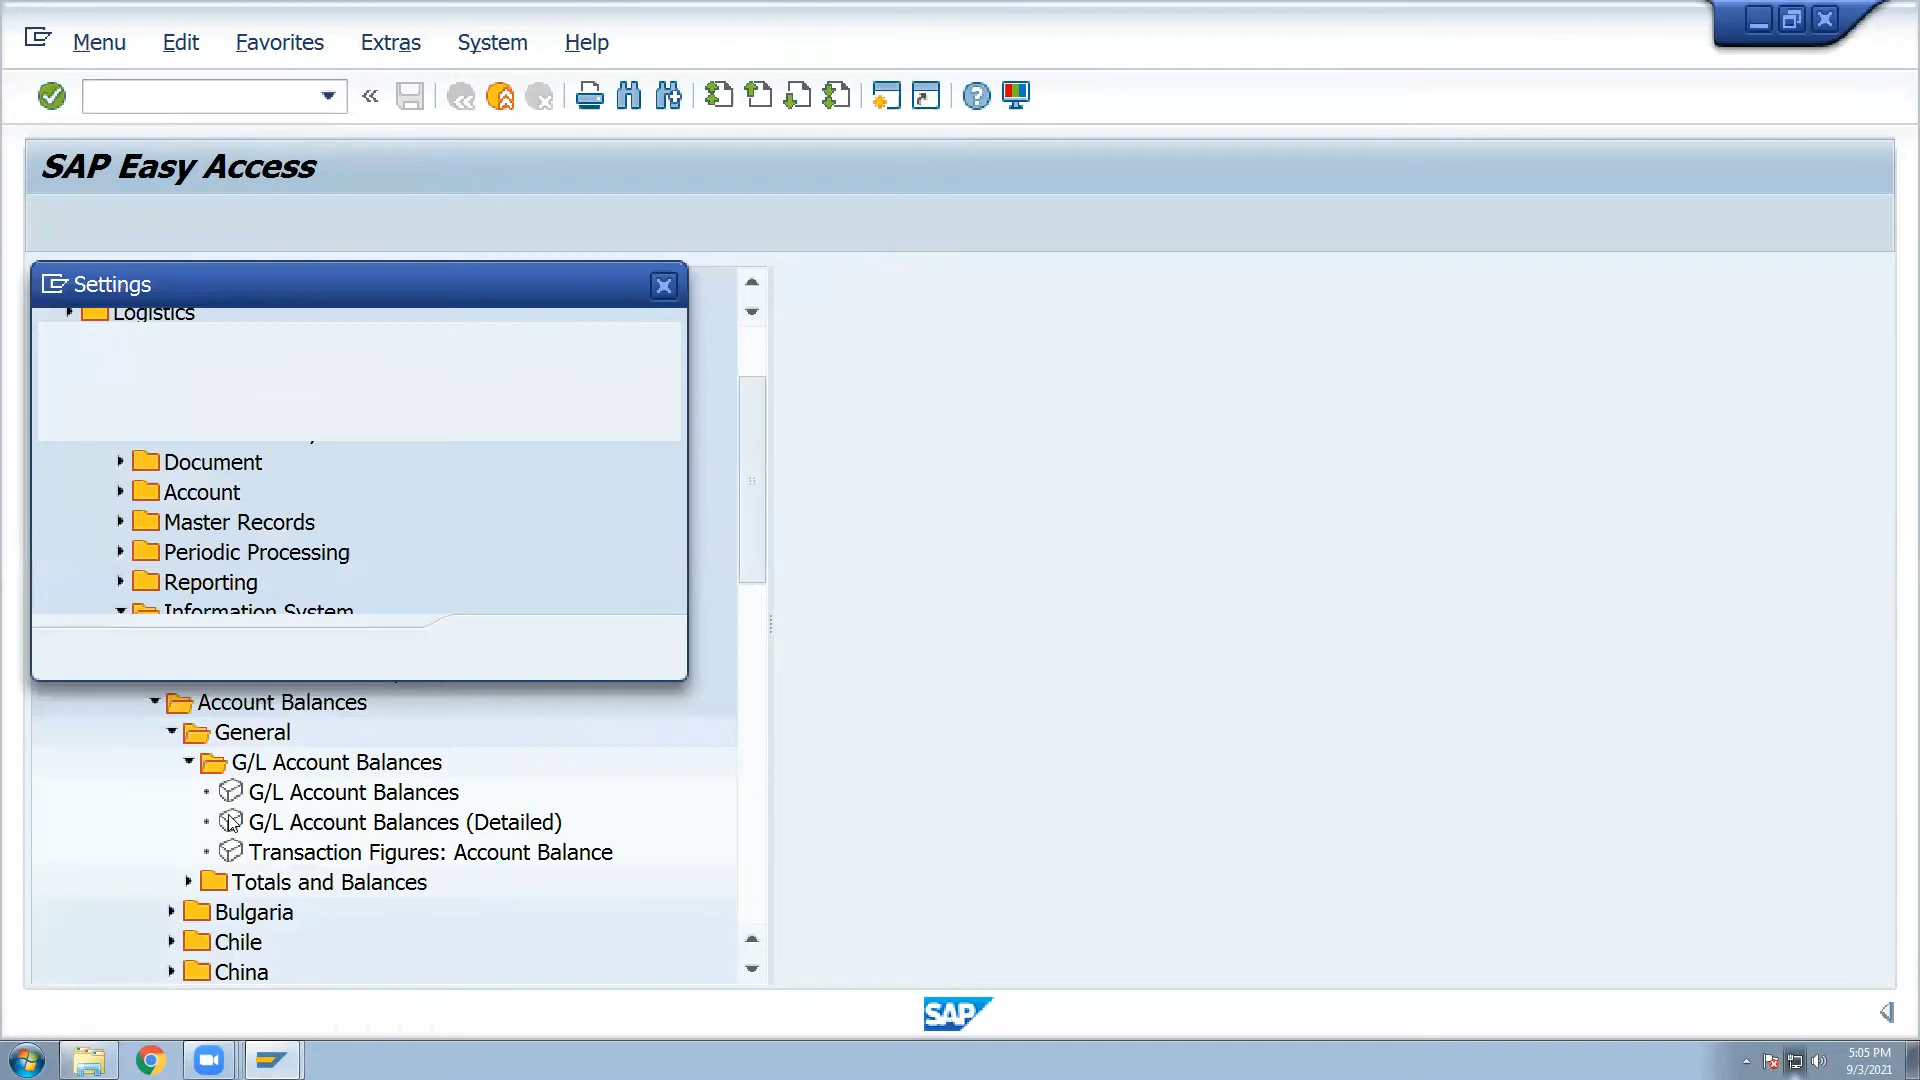 Menu Edit Favorites Extras System Help
SAP Easy Access
Settings
Logistics
Document
Account
Master Records
Periodic Processing
Reporting
Information System
Account Balances
General
G/L Account Balances
G/L Account Balances
G/L Account Balances (Detailed)
Transaction Figures: Account Balance
Totals and Balances
Bulgaria
Chile
China
SAP
5:05 PM
9/3/2021